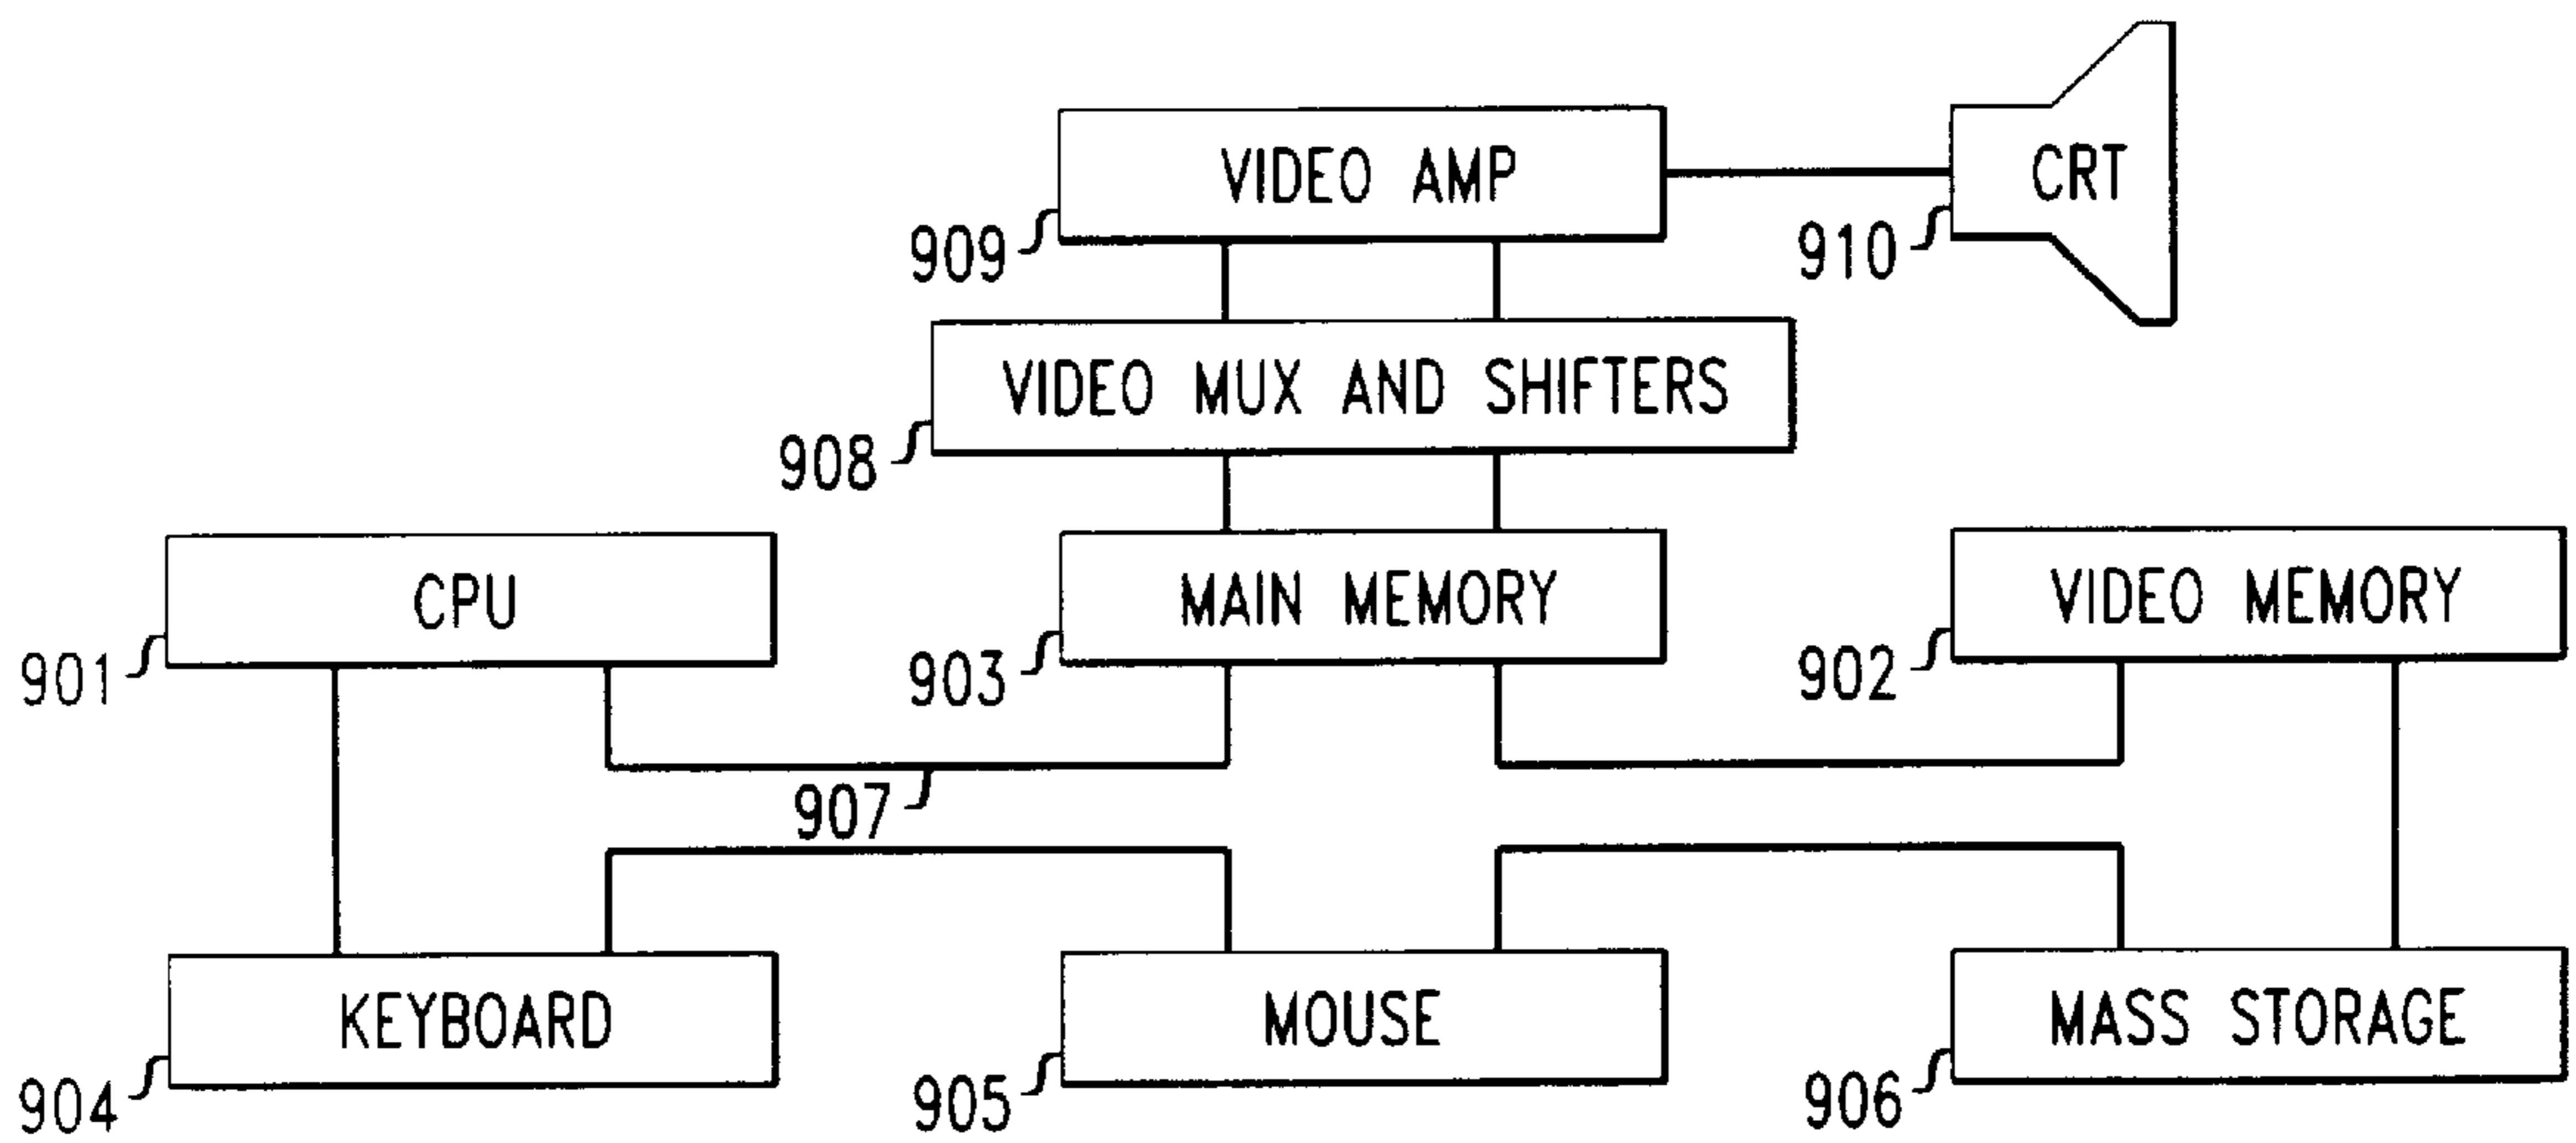 VIDEO AMP
CRT
909
910
VIDEO MUX AND SHIFTERS
908
CPU
MAIN MEMORY
VIDEO MEMORY
901
903
902
907
KEYBOARD
MOUSE
MASS STORAGE
904
905
906